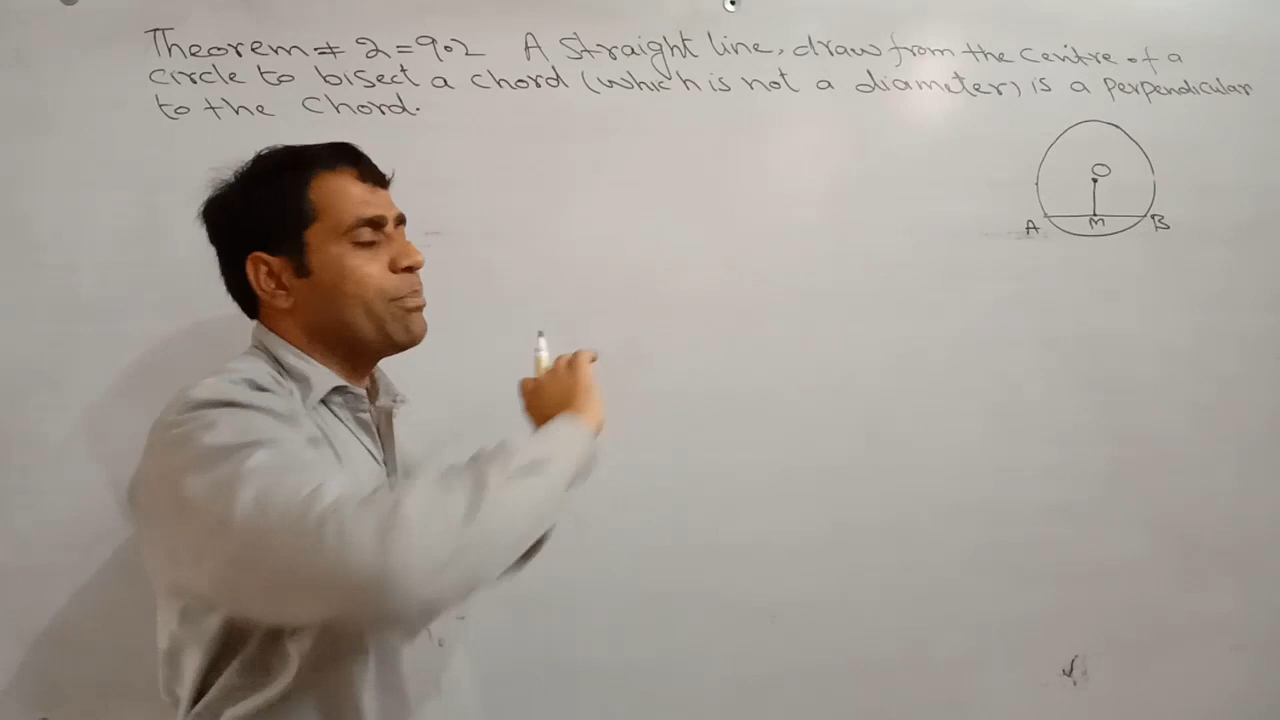 Theorem # 2 = 9.2 A straight line, draw from the centre of a
circle to bisect a chord (which is not a diameter) is a perpendicular
to the chord.
O
A M B